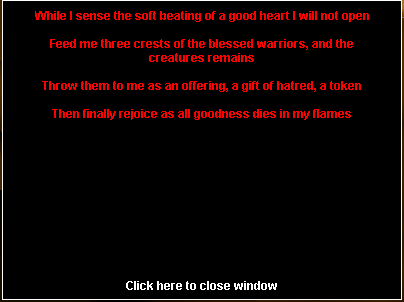 While I sense the soft beating of a good heart I will not open
Feed me three crests of the blessed warriors, and the
creatures remains
Throw them to me as an offering, a gift of hatred, a token
Then finally rejoice as all goodness dies in my flames
Click here to close window